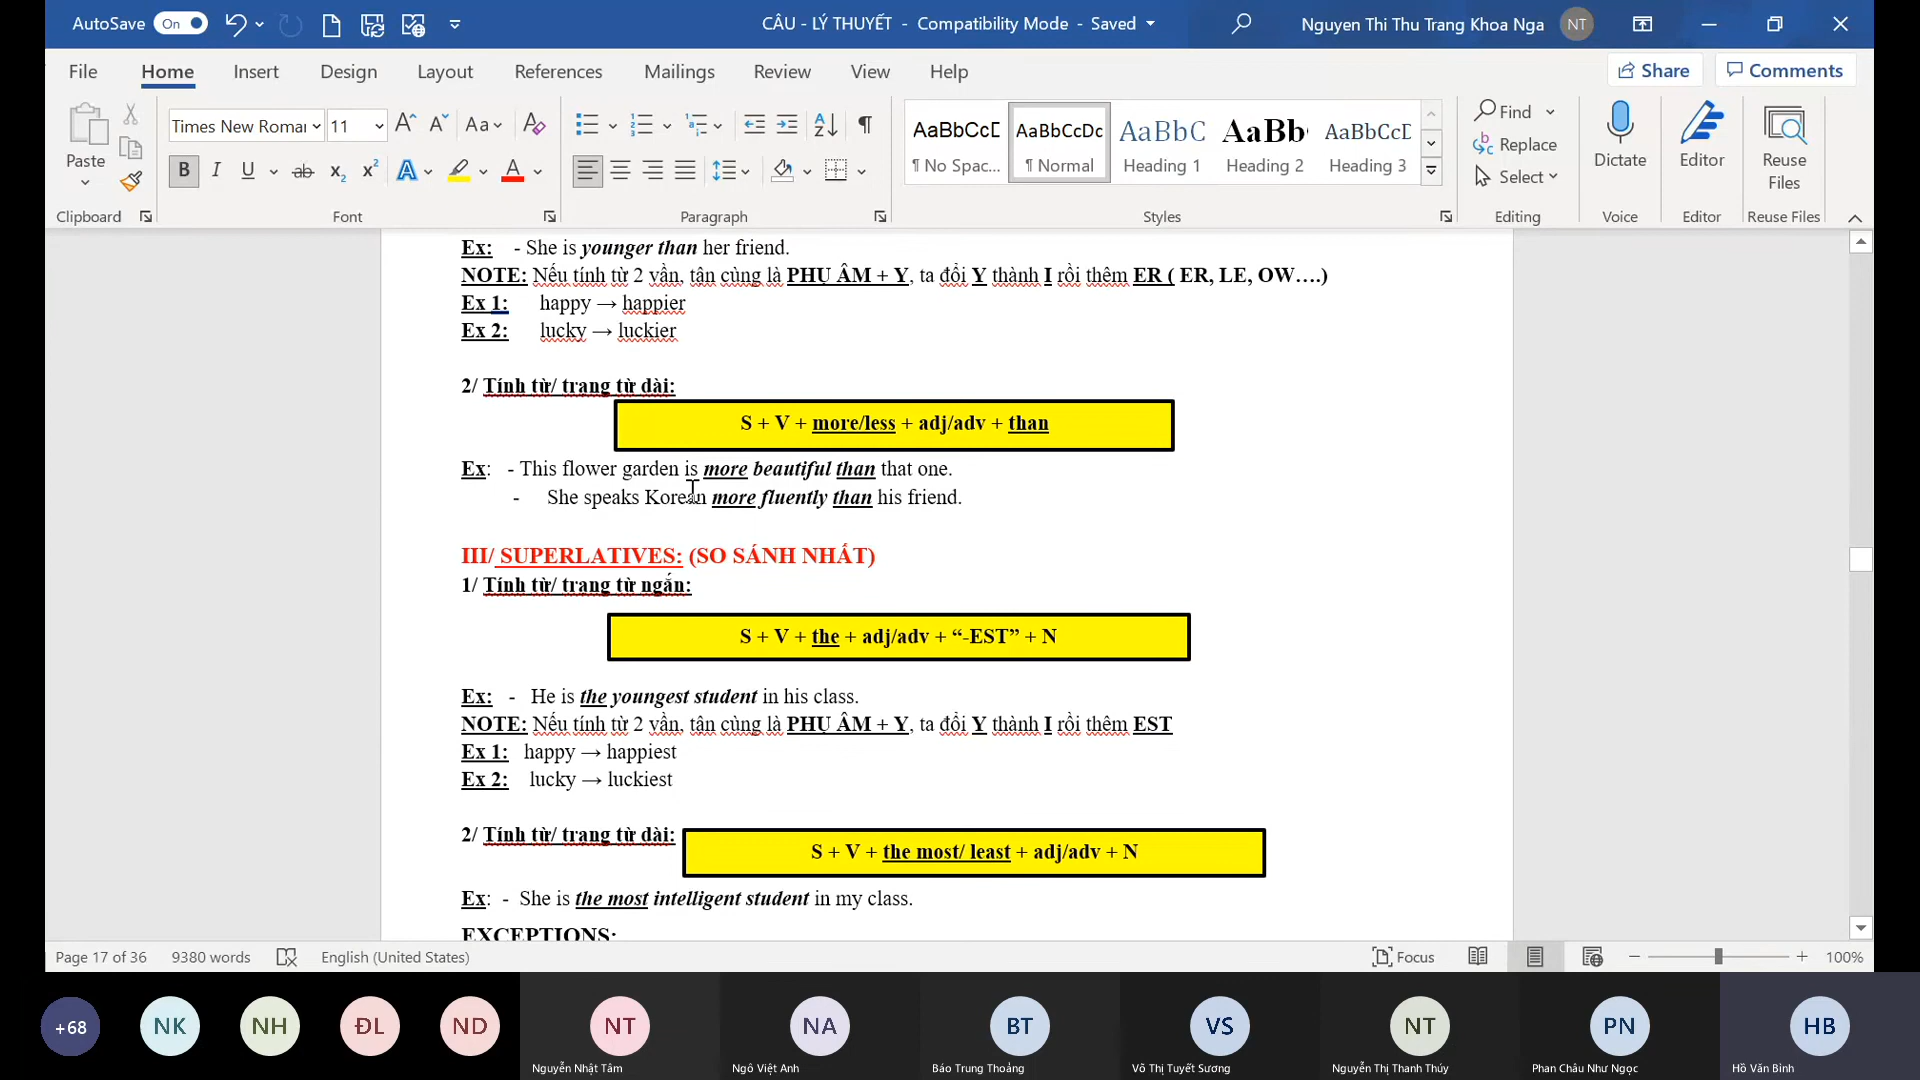 AutoSave On
CÂU - LÝ THUYẾT - Compatibility Mode - Saved
Nguyen Thi Thu Trang Khoa Nga NT
File Home Insert Design Layout References Mailings Review View Help
Share Comments
Paste
Clipboard
Times New Romar 11
Aa
B I U ab x₂ x² A A
Font
Paragraph
AaBbCcD AaBbCcDc AaBbC AaBb AaBbCcD
¶ No Spac... ¶ Normal Heading 1 Heading 2 Heading 3
Styles
Find
Replace
Select
Editing
Dictate
Voice
Editor
Editor
Reuse
Files
Reuse Files
Ex: - She is younger than her friend.
NOTE: Nếu tính từ 2 vần, tận cùng là PHỤ ÂM + Y, ta đổi Y thành I rồi thêm ER ( ER, LE, OW….)
Ex 1: happy → happier
Ex 2: lucky → luckier
2/ Tính từ/ trạng từ dài:
S + V + more/less + adj/adv + than
Ex: - This flower garden is more beautiful than that one.
- She speaks Korean more fluently than his friend.
III/ SUPERLATIVES: (SO SÁNH NHẤT)
1/ Tính từ/ trạng từ ngắn:
S + V + the + adj/adv + “-EST” + N
Ex: - He is the youngest student in his class.
NOTE: Nếu tính từ 2 vần, tận cùng là PHỤ ÂM + Y, ta đổi Y thành I rồi thêm EST
Ex 1: happy → happiest
Ex 2: lucky → luckiest
2/ Tính từ/ trạng từ dài:
S + V + the most/ least + adj/adv + N
Ex: - She is the most intelligent student in my class.
EXCEPTIONS:
Page 17 of 36 9380 words English (United States) Focus 100%
+68 NK NH ĐL ND NT NA BT VS NT PN HB
Nguyễn Nhật Tâm Ngô Việt Anh Báo Trung Thoảng Võ Thị Tuyết Sương Nguyễn Thị Thanh Thúy Phan Châu Như Ngọc Hồ Văn Bình